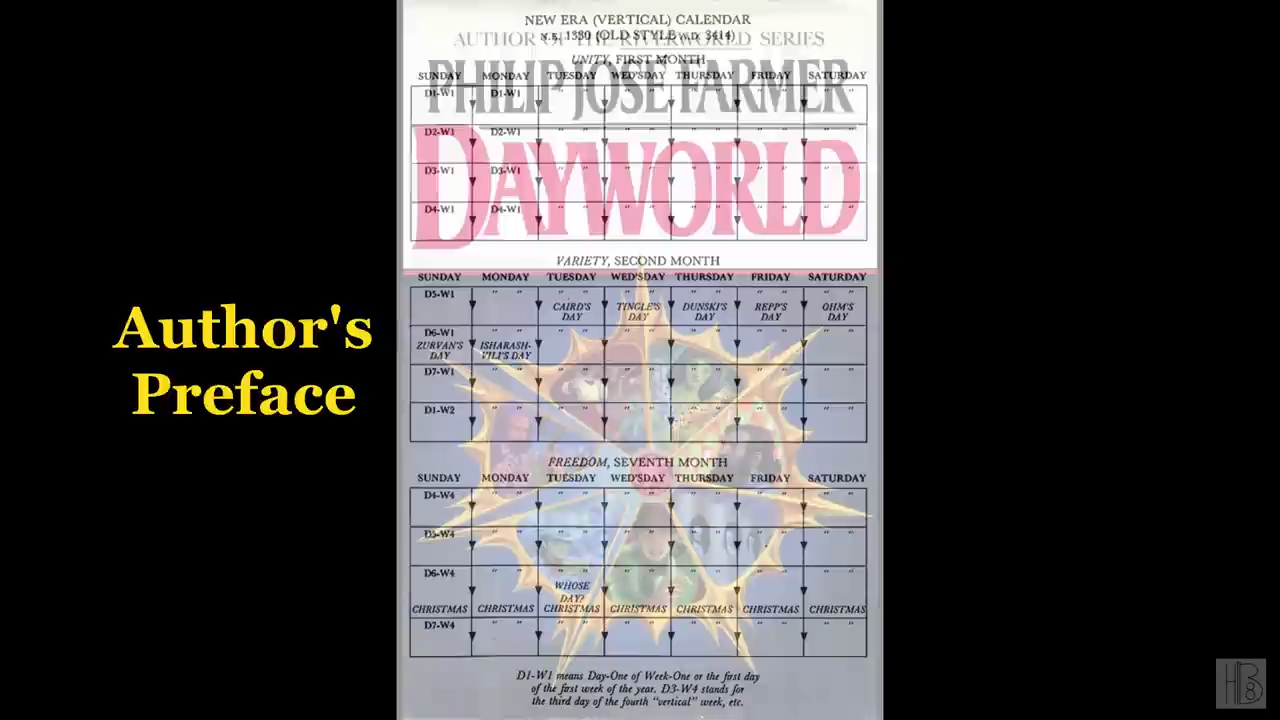 Author's
Preface
NEW ERA (VERTICAL) CALENDAR
N.E. 1330 (OLD STYLE A.D. 3414)
AUTHOR OF THE RIVERWORLD SERIES
UNITY, FIRST MONTH
SUNDAY MONDAY TUESDAY WED'SDAY THURSDAY FRIDAY SATURDAY
PHILIP JOSÉ FARMER
D1-W1 D1-W1 " " " " " " " " " "
D2-W1 D2-W1 " " " " " " " " " "
DAYWORLD
D3-W1 D3-W1 " " " " " " " " " "
D4-W1 D4-W1 " " " " " " " " " "
VARIETY, SECOND MONTH
SUNDAY MONDAY TUESDAY WED'SDAY THURSDAY FRIDAY SATURDAY
D5-W1 " " " " " " " " " " " "
CAIRD'S TINGLE'S DUNSKI'S REPP'S OHM'S
DAY DAY DAY DAY DAY
D6-W1 " " " " " " " " " " " "
ZURVAN'S ISHARASH-
DAY VILI'S DAY
D7-W1 " " " " " " " " " " " "
D1-W2 " " " " " " " " " " " "
FREEDOM, SEVENTH MONTH
SUNDAY MONDAY TUESDAY WED'SDAY THURSDAY FRIDAY SATURDAY
D4-W4 " " " " " " " " " " " "
D5-W4 " " " " " " " " " " " "
D6-W4 " " " " " " " " " " " "
WHOSE
DAY?
CHRISTMAS CHRISTMAS CHRISTMAS CHRISTMAS CHRISTMAS CHRISTMAS CHRISTMAS
D7-W4 " " " " " " " " " " " "
D1-W1 means Day-One of Week-One or the first day
of the first week of the year. D3-W4 stands for
the third day of the fourth "vertical" week, etc.
HB8